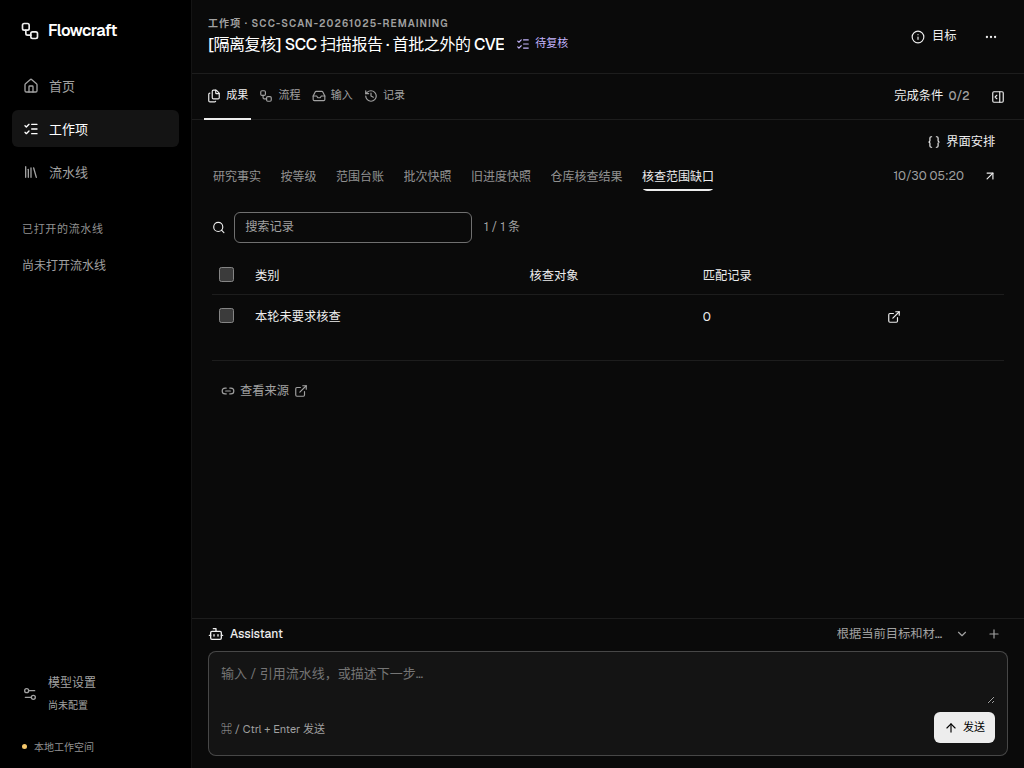 Flowcraft
首页
工作项
流水线
已打开的流水线
尚未打开流水线
模型设置
尚未配置
本地工作空间
工作项 · SCC-SCAN-20261025-REMAINING
[隔离复核] SCC 扫描报告 · 首批之外的 CVE 待复核
目标
成果 流程 输入 记录
完成条件 0/2
{ } 界面安排
研究事实 按等级 范围台账 批次快照 旧进度快照 仓库核查结果 核查范围缺口
10/30 05:20
搜索记录
1 / 1 条
类别 核查对象 匹配记录
本轮未要求核查 0
查看来源
Assistant
根据当前目标和材...
输入 / 引用流水线，或描述下一步...
⌘ / Ctrl + Enter 发送
发送